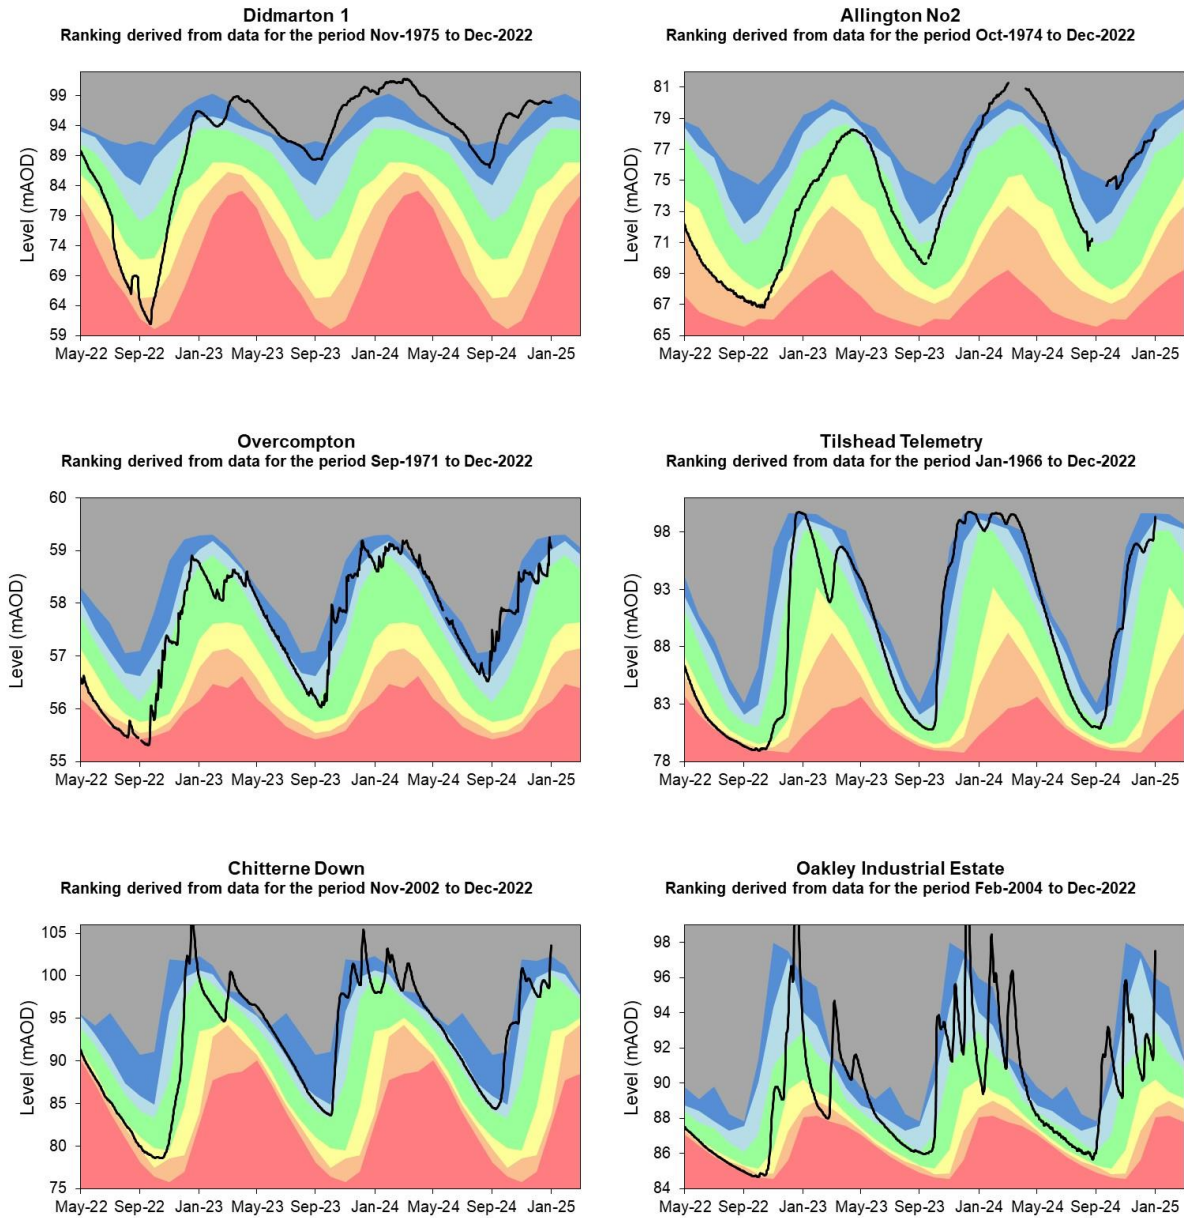 Didmarton 1
Ranking derived from data for the period Nov-1975 to Dec-2022
Level (mAOD)
99
94
89
84
79
74
69
64
59
May-22 Sep-22 Jan-23 May-23 Sep-23 Jan-24 May-24 Sep-24 Jan-25
Allington No2
Ranking derived from data for the period Oct-1974 to Dec-2022
Level (mAOD)
81
79
77
75
73
71
69
67
65
May-22 Sep-22 Jan-23 May-23 Sep-23 Jan-24 May-24 Sep-24 Jan-25
Overcompton
Ranking derived from data for the period Sep-1971 to Dec-2022
Level (mAOD)
60
59
58
57
56
55
May-22 Sep-22 Jan-23 May-23 Sep-23 Jan-24 May-24 Sep-24 Jan-25
Tilshead Telemetry
Ranking derived from data for the period Jan-1966 to Dec-2022
Level (mAOD)
98
93
88
83
78
May-22 Sep-22 Jan-23 May-23 Sep-23 Jan-24 May-24 Sep-24 Jan-25
Chitterne Down
Ranking derived from data for the period Nov-2002 to Dec-2022
Level (mAOD)
105
100
95
90
85
80
75
May-22 Sep-22 Jan-23 May-23 Sep-23 Jan-24 May-24 Sep-24 Jan-25
Oakley Industrial Estate
Ranking derived from data for the period Feb-2004 to Dec-2022
Level (mAOD)
98
96
94
92
90
88
86
84
May-22 Sep-22 Jan-23 May-23 Sep-23 Jan-24 May-24 Sep-24 Jan-25